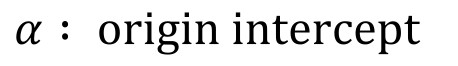 α : origin intercept